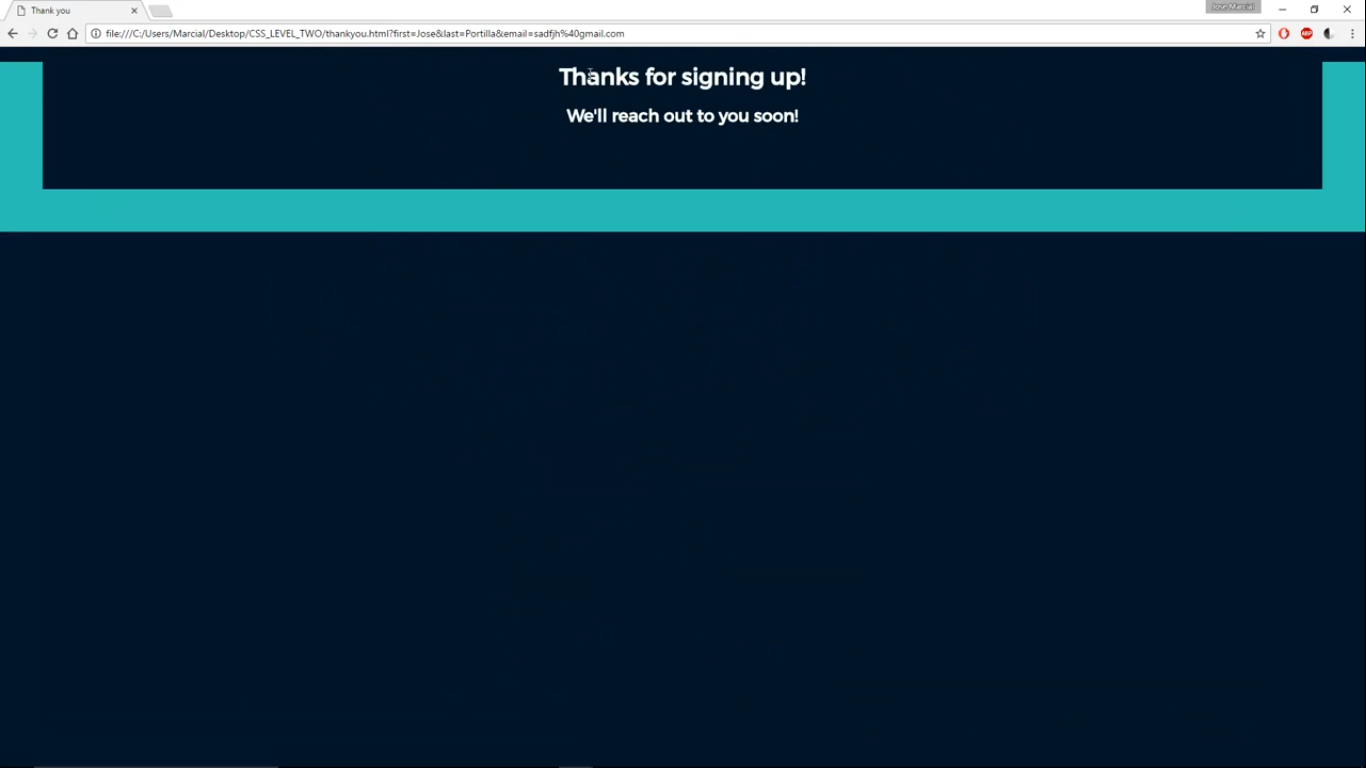 Thank you
Jose Marcial
file:///C:/Users/Marcial/Desktop/CSS_LEVEL_TWO/thankyou.html?first=Jose&last=Portilla&email=sadfjh%40gmail.com
ABP
Thanks for signing up!
We'll reach out to you soon!